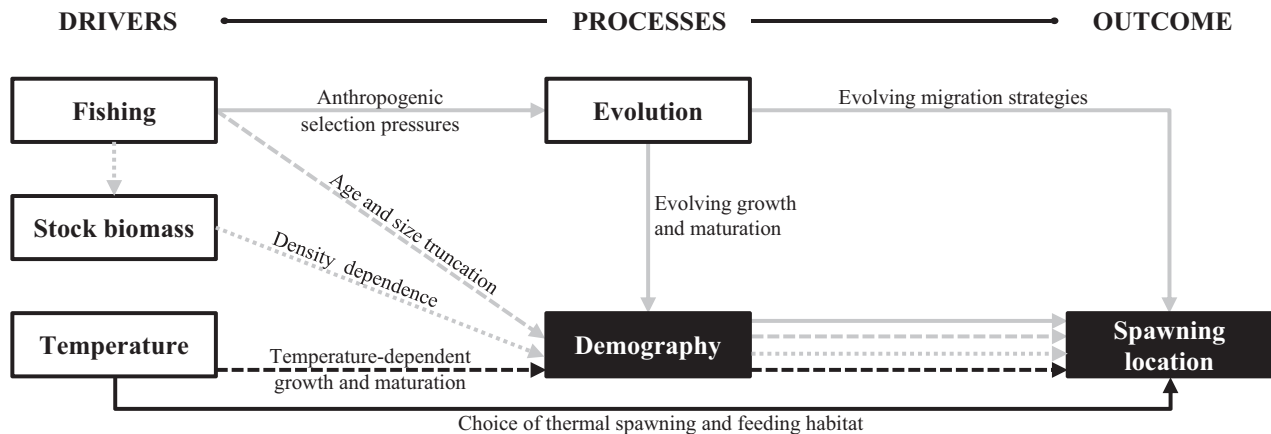 DRIVERS
PROCESSES
OUTCOME
Fishing
Anthropogenic
selection pressures
Evolution
Evolving migration strategies
Stock biomass
Age and size truncation
Density dependence
Evolving growth
and maturation
Temperature
Temperature-dependent
growth and maturation
Demography
Spawning
location
Choice of thermal spawning and feeding habitat